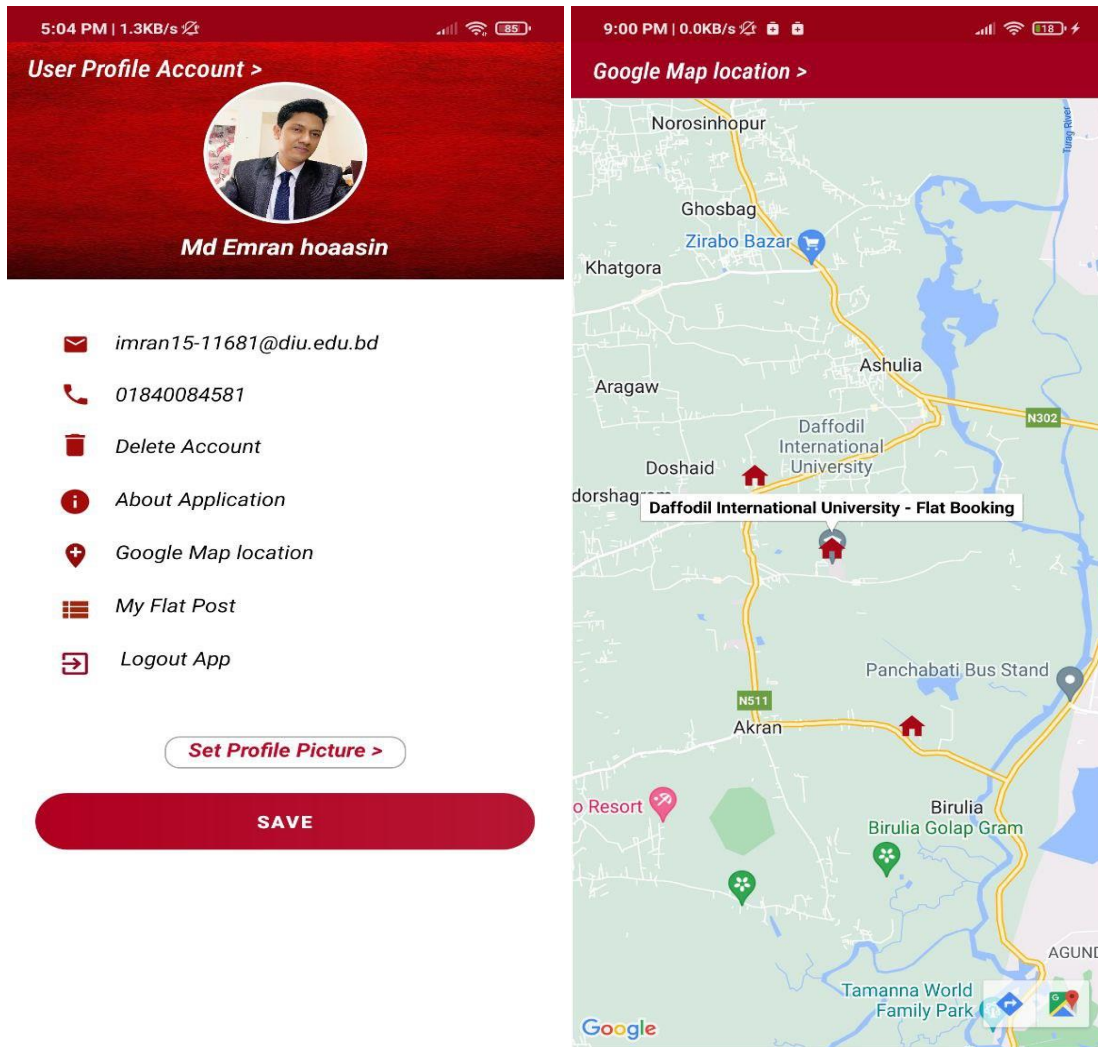 5:04 PM | 1.3KB/s
85
User Profile Account >
Md Emran hoaasin
imran15-11681@diu.edu.bd
01840084581
Delete Account
About Application
Google Map location
My Flat Post
Logout App
Set Profile Picture >
SAVE
9:00 PM | 0.0KB/s
18
Google Map location >
Norosinhopur
Turag River
Ghosbag
Zirabo Bazar
Khatgora
Ashulia
Aragaw
N302
Daffodil
International
University
Doshaid
dorshagram
Daffodil International University - Flat Booking
Panchabati Bus Stand
N511
Akran
o Resort
Birulia
Birulia Golap Gram
AGUND
Tamanna World
Family Park
Google